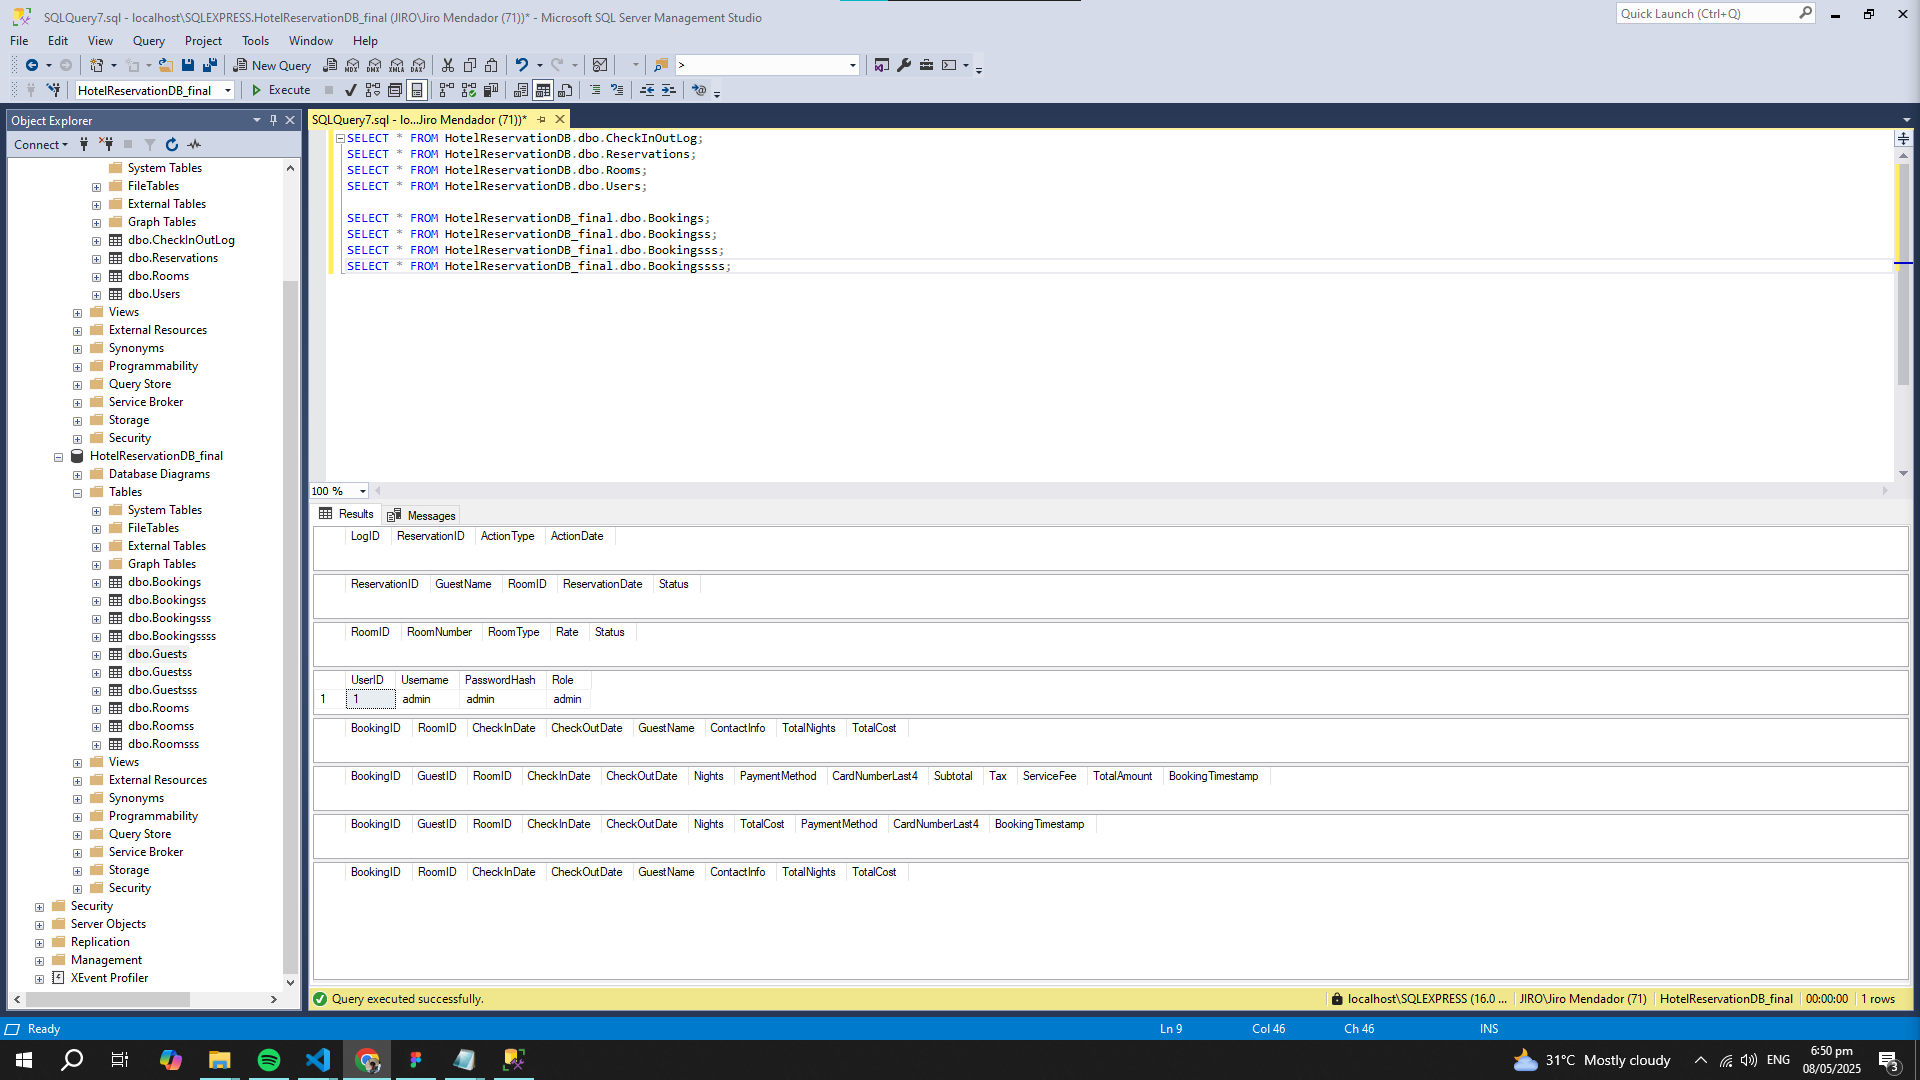 SQLQuery7.sql - localhost\SQLEXPRESS.HotelReservationDB_final (JIRO\Jiro Mendador (71))* - Microsoft SQL Server Management Studio
Quick Launch (Ctrl+Q)
File Edit View Query Project Tools Window Help
New Query MDX DMX XMLA DAX >
HotelReservationDB_final Execute
Object Explorer
Connect
System Tables
FileTables
External Tables
Graph Tables
dbo.CheckInOutLog
dbo.Reservations
dbo.Rooms
dbo.Users
Views
External Resources
Synonyms
Programmability
Query Store
Service Broker
Storage
Security
HotelReservationDB_final
Database Diagrams
Tables
System Tables
FileTables
External Tables
Graph Tables
dbo.Bookings
dbo.Bookingss
dbo.Bookingsss
dbo.Bookingssss
dbo.Guests
dbo.Guestss
dbo.Guestsss
dbo.Rooms
dbo.Roomss
dbo.Roomsss
Views
External Resources
Synonyms
Programmability
Query Store
Service Broker
Storage
Security
Security
Server Objects
Replication
Management
XEvent Profiler
SQLQuery7.sql - lo...Jiro Mendador (71))*
SELECT * FROM HotelReservationDB.dbo.CheckInOutLog;
SELECT * FROM HotelReservationDB.dbo.Reservations;
SELECT * FROM HotelReservationDB.dbo.Rooms;
SELECT * FROM HotelReservationDB.dbo.Users;
SELECT * FROM HotelReservationDB_final.dbo.Bookings;
SELECT * FROM HotelReservationDB_final.dbo.Bookingss;
SELECT * FROM HotelReservationDB_final.dbo.Bookingsss;
SELECT * FROM HotelReservationDB_final.dbo.Bookingssss;
100 %
Results Messages
LogID ReservationID ActionType ActionDate
ReservationID GuestName RoomID ReservationDate Status
RoomID RoomNumber RoomType Rate Status
UserID Username PasswordHash Role
1 1 admin admin admin
BookingID RoomID CheckInDate CheckOutDate GuestName ContactInfo TotalNights TotalCost
BookingID GuestID RoomID CheckInDate CheckOutDate Nights PaymentMethod CardNumberLast4 Subtotal Tax ServiceFee TotalAmount BookingTimestamp
BookingID GuestID RoomID CheckInDate CheckOutDate Nights TotalCost PaymentMethod CardNumberLast4 BookingTimestamp
BookingID RoomID CheckInDate CheckOutDate GuestName ContactInfo TotalNights TotalCost
Query executed successfully. localhost\SQLEXPRESS (16.0 ... JIRO\Jiro Mendador (71) HotelReservationDB_final 00:00:00 1 rows
Ready Ln 9 Col 46 Ch 46 INS
31°C Mostly cloudy ENG
6:50 pm
08/05/2025
3